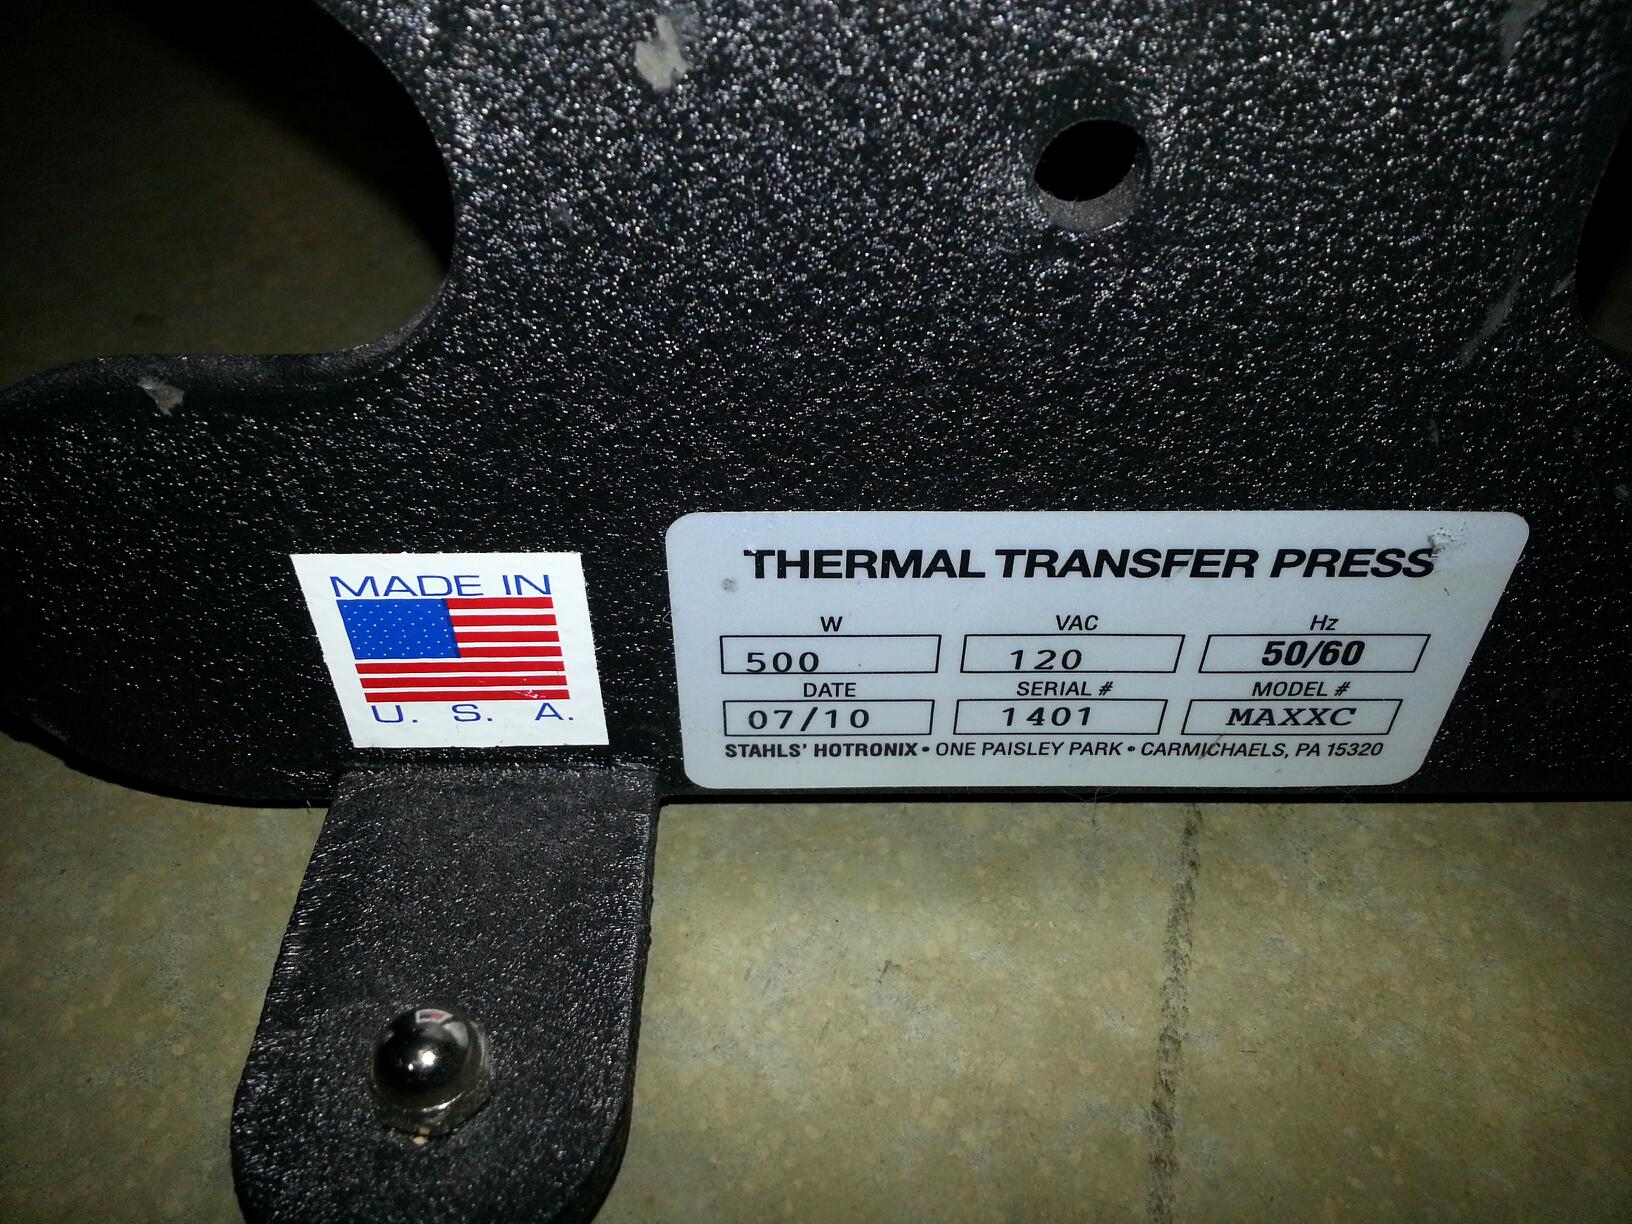 MADE IN
U. S. A.
THERMAL TRANSFER PRESS
W VAC Hz
500 120 50/60
DATE SERIAL # MODEL #
07/10 1401 MAXXC
STAHLS' HOTRONIX • ONE PAISLEY PARK • CARMICHAELS, PA 15320